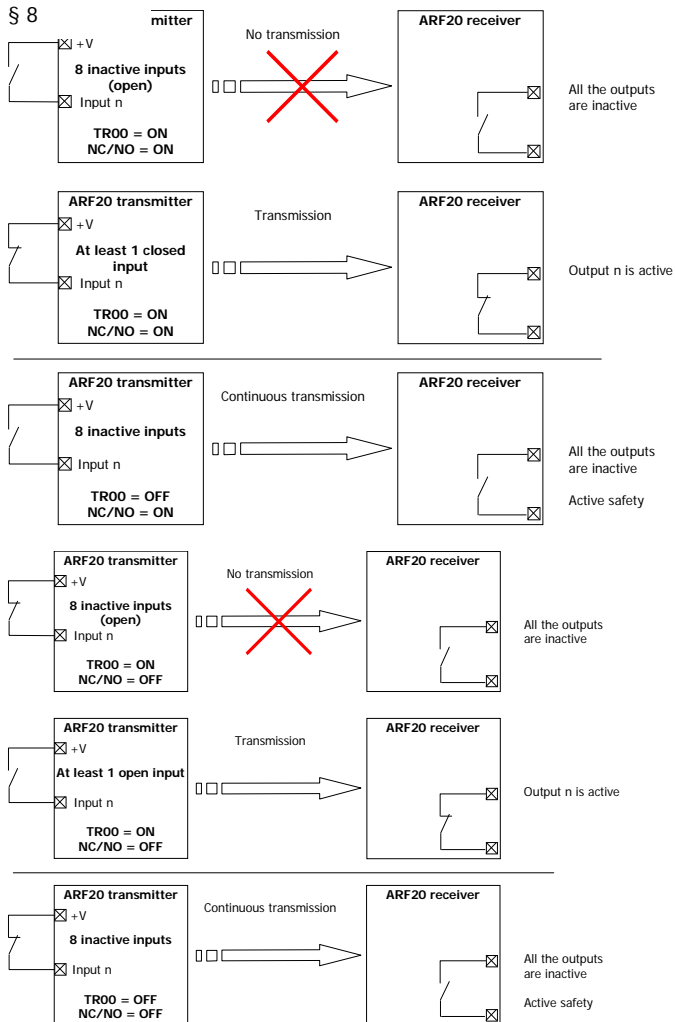 § 8
mitter
+V
8 inactive inputs
(open)
Input n
TR00 = ON
NC/NO = ON
No transmission
ARF20 receiver
All the outputs
are inactive
ARF20 transmitter
+V
At least 1 closed
input
Input n
TR00 = ON
NC/NO = ON
Transmission
ARF20 receiver
Output n is active
ARF20 transmitter
+V
8 inactive inputs
Input n
TR00 = OFF
NC/NO = ON
Continuous transmission
ARF20 receiver
All the outputs
are inactive
Active safety
ARF20 transmitter
+V
8 inactive inputs
(open)
Input n
TR00 = ON
NC/NO = OFF
No transmission
ARF20 receiver
All the outputs
are inactive
ARF20 transmitter
+V
At least 1 open input
Input n
TR00 = ON
NC/NO = OFF
Transmission
ARF20 receiver
Output n is active
ARF20 transmitter
+V
8 inactive inputs
Input n
TR00 = OFF
NC/NO = OFF
Continuous transmission
ARF20 receiver
All the outputs
are inactive
Active safety